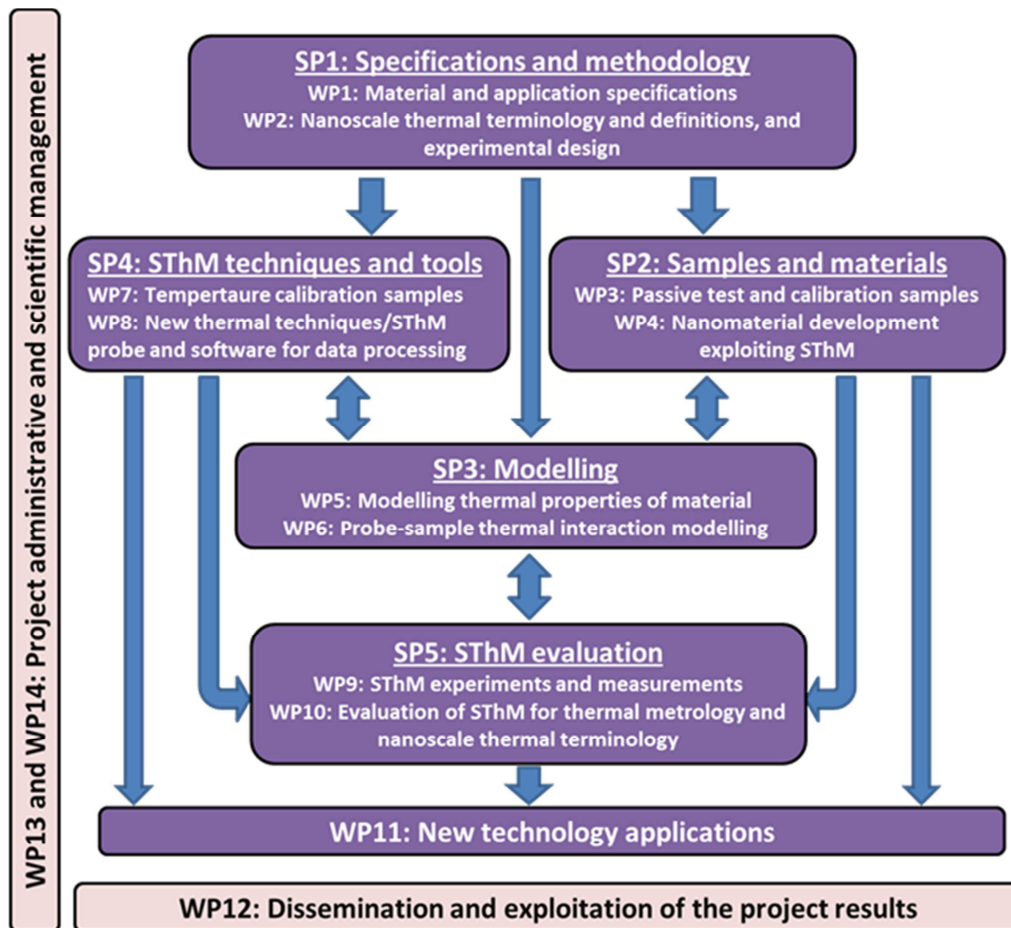 WP13 and WP14: Project administrative and scientific management
SP1: Specifications and methodology
WP1: Material and application specifications
WP2: Nanoscale thermal terminology and definitions, and
experimental design
SP4: SThM techniques and tools
WP7: Tempertaure calibration samples
WP8: New thermal techniques/SThM
probe and software for data processing
SP2: Samples and materials
WP3: Passive test and calibration samples
WP4: Nanomaterial development
exploiting SThM
SP3: Modelling
WP5: Modelling thermal properties of material
WP6: Probe-sample thermal interaction modelling
SP5: SThM evaluation
WP9: SThM experiments and measurements
WP10: Evaluation of SThM for thermal metrology and
nanoscale thermal terminology
WP11: New technology applications
WP12: Dissemination and exploitation of the project results